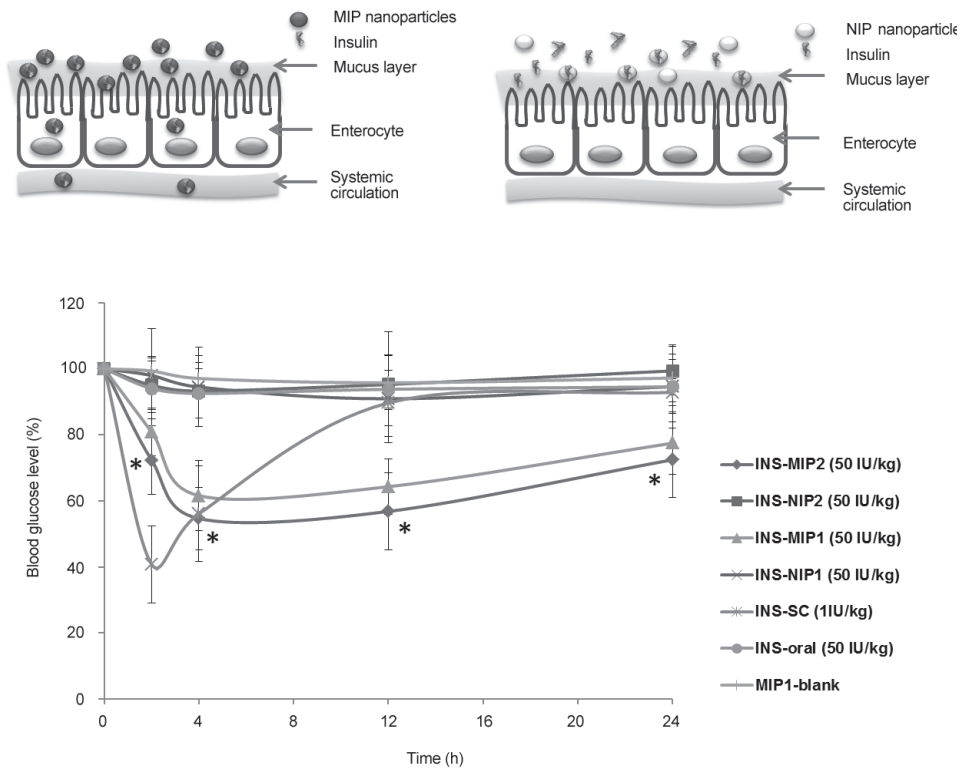 MIP nanoparticles
Insulin
Mucus layer
Enterocyte
Systemic
circulation
NIP nanoparticle
Insulin
Mucus layer
Enterocyte
Systemic
circulation
120
100
80
60
40
20
0
Blood glucose level (%)
*
*
*
*
0
4
8
12
16
20
24
Time (h)
INS-MIP2 (50 IU/kg)
INS-NIP2 (50 IU/kg)
INS-MIP1 (50 IU/kg)
INS-NIP1 (50 IU/kg)
INS-SC (1IU/kg)
INS-oral (50 IU/kg)
MIP1-blank